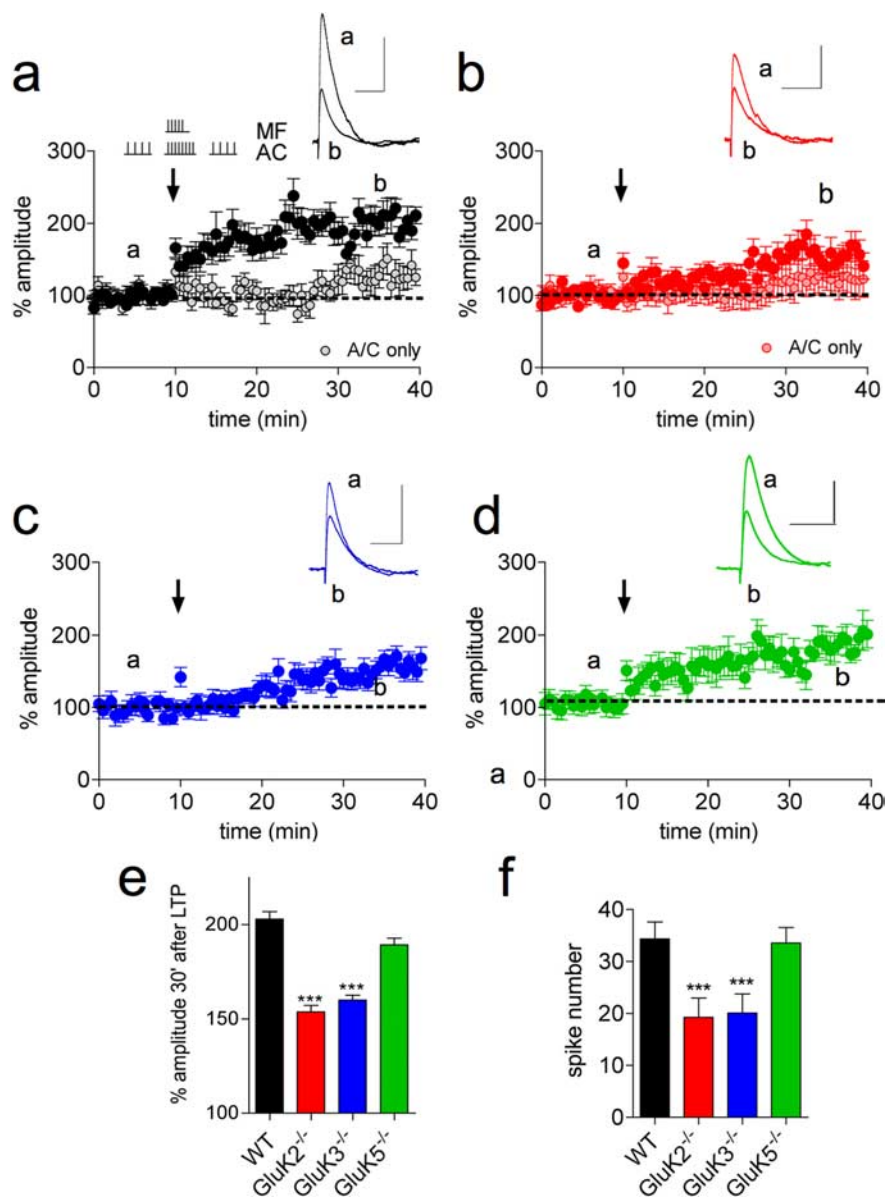 a
MF
AC
a
b
300
200
100
0
% amplitude
a
b
A/C only
0 10 20 30 40
time (min)
b
a
b
300
200
100
0
% amplitude
a
b
A/C only
0 10 20 30 40
time (min)
c
a
b
300
200
100
0
% amplitude
a
b
0 10 20 30 40
time (min)
d
a
b
300
200
100
0
% amplitude
a
b
a
0 10 20 30 40
time (min)
e
% amplitude 30' after LTP
200
150
100
*** ***
WT GluK2-/- GluK3-/- GluK5-/-
f
spike number
40
30
20
10
0
*** ***
WT GluK2-/- GluK3-/- GluK5-/-